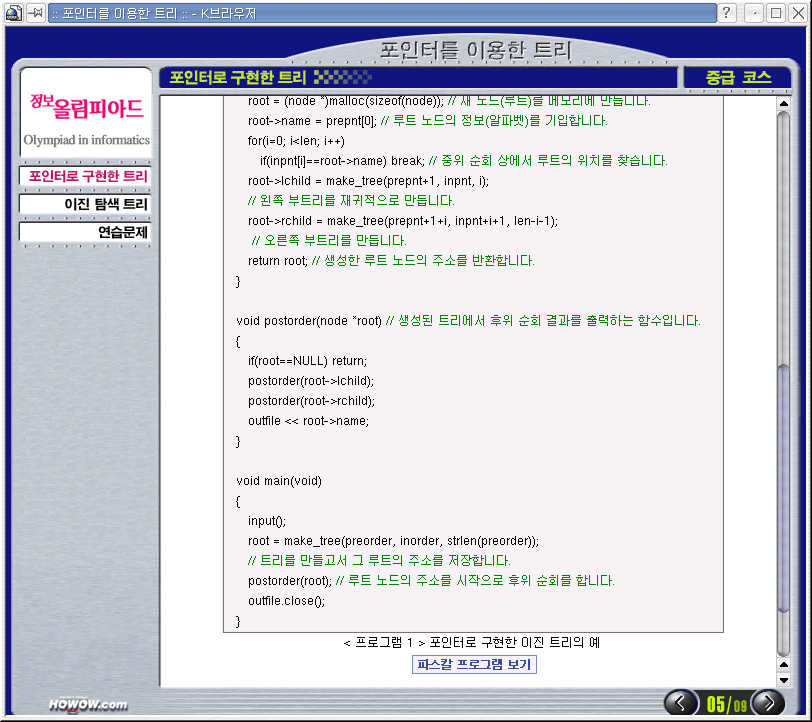 :: 포인터를 이용한 트리 :: - K브라우저
포인터를 이용한 트리
정보올림피아드
Olympiad in informatics
포인터로 구현한 트리
이진 탐색 트리
연습문제
포인터로 구현한 트리
중급 코스
root = (node *)malloc(sizeof(node)); // 새 노드(루트)를 메모리에 만듭니다.
root->name = prepnt[0]; // 루트 노드의 정보(알파벳)를 기입합니다.
for(i=0; i<len; i++)
if(inpnt[i]==root->name) break; // 중위 순회 상에서 루트의 위치를 찾습니다.
root->lchild = make_tree(prepnt+1, inpnt, i);
// 왼쪽 부트리를 재귀적으로 만듭니다.
root->rchild = make_tree(prepnt+1+i, inpnt+i+1, len-i-1);
// 오른쪽 부트리를 만듭니다.
return root; // 생성한 루트 노드의 주소를 반환합니다.
}
void postorder(node *root) // 생성된 트리에서 후위 순회 결과를 출력하는 함수입니다.
{
if(root==NULL) return;
postorder(root->lchild);
postorder(root->rchild);
outfile << root->name;
}
void main(void)
{
input();
root = make_tree(preorder, inorder, strlen(preorder));
// 트리를 만들고서 그 루트의 주소를 저장합니다.
postorder(root); // 루트 노드의 주소를 시작으로 후위 순회를 합니다.
outfile.close();
}
< 프로그램 1 > 포인터로 구현한 이진 트리의 예
파스칼 프로그램 보기
HOWOW.com
05/09